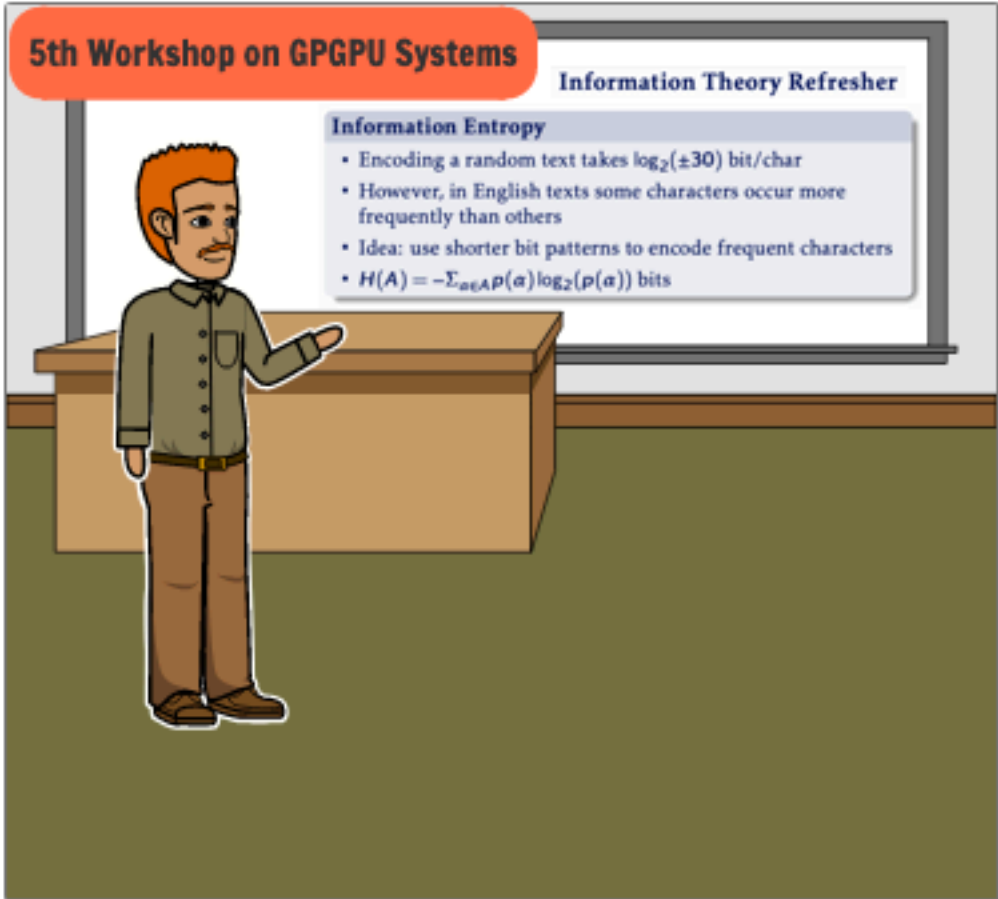 5th Workshop on GPGPU Systems
Information Theory Refresher
Information Entropy
• Encoding a random text takes log₂(±30) bit/char
• However, in English texts some characters occur more
frequently than others
• Idea: use shorter bit patterns to encode frequent characters
• H(A) = −Σₐ∈A p(a) log₂(p(a)) bits